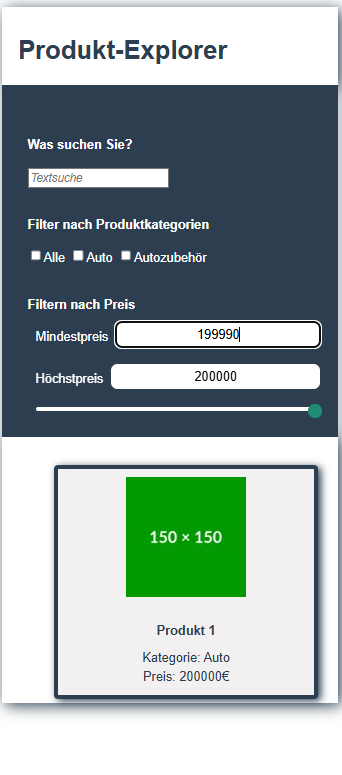 Produkt-Explorer
Was suchen Sie?
Textsuche
Filter nach Produktkategorien
Alle Auto Autozubehör
Filtern nach Preis
Mindestpreis 199990
Höchstpreis 200000
150 × 150
Produkt 1
Kategorie: Auto
Preis: 200000€